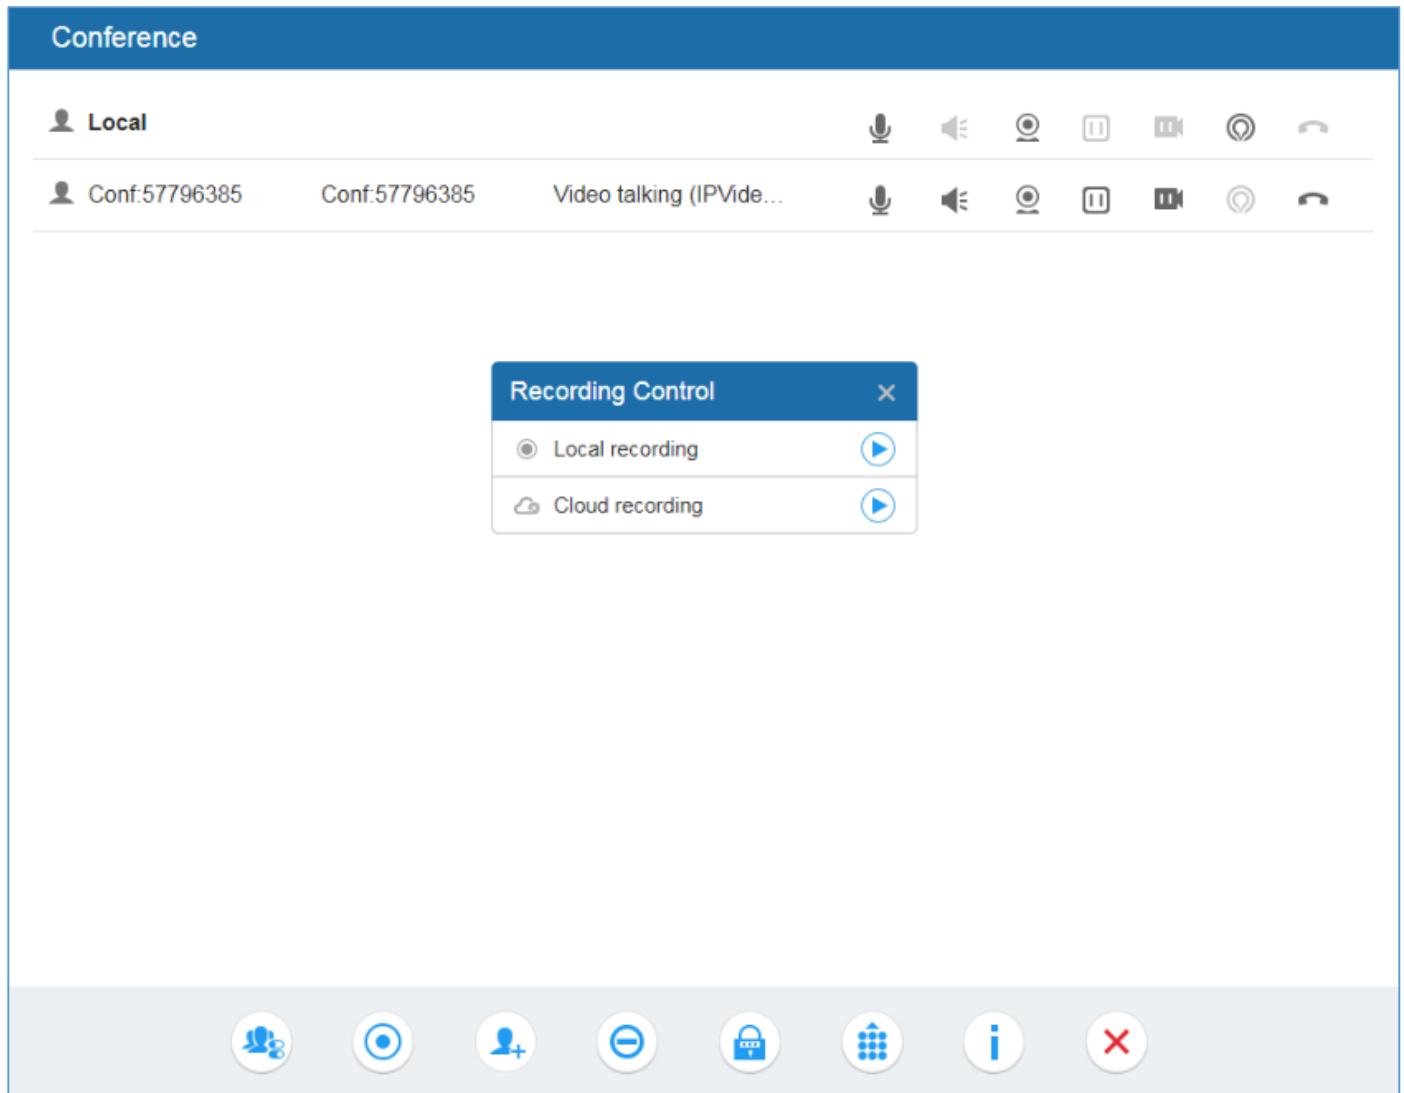 Conference
Local
Conf:57796385 Conf:57796385 Video talking (IPVide...
Recording Control
Local recording
Cloud recording